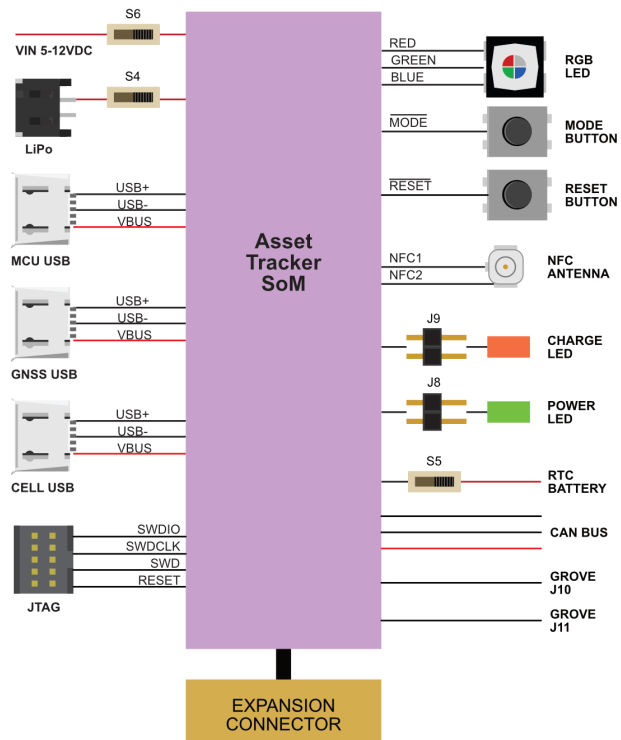 S6
VIN 5-12VDC
S4
LiPo
USB+
USB-
VBUS
MCU USB
USB+
USB-
VBUS
GNSS USB
USB+
USB-
VBUS
CELL USB
SWDIO
SWDCLK
SWD
RESET
JTAG
Asset
Tracker
SoM
RED
GREEN
BLUE
RGB
LED
MODE
MODE
BUTTON
RESET
RESET
BUTTON
NFC1
NFC2
NFC
ANTENNA
J9
CHARGE
LED
J8
POWER
LED
S5
RTC
BATTERY
CAN BUS
GROVE
J10
GROVE
J11
EXPANSION
CONNECTOR